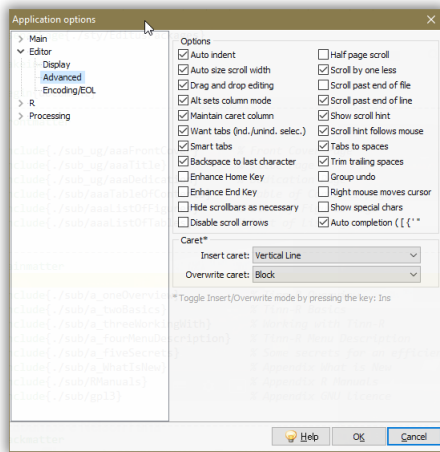 Application options
Main
Editor
Display
Advanced
Encoding/EOL
R
Processing
Options
Auto indent
Auto size scroll width
Drag and drop editing
Alt sets column mode
Maintain caret column
Want tabs (ind./unind. selec.)
Smart tabs
Backspace to last character
Enhance Home Key
Enhance End Key
Hide scrollbars as necessary
Disable scroll arrows
Half page scroll
Scroll by one less
Scroll past end of file
Scroll past end of line
Show scroll hint
Scroll hint follows mouse
Tabs to spaces
Trim trailing spaces
Group undo
Right mouse moves cursor
Show special chars
Auto completion ( [ { ' "
Caret*
Insert caret: Vertical Line
Overwrite caret: Block
* Toggle Insert/Overwrite mode by pressing the key: Ins
Help OK Cancel